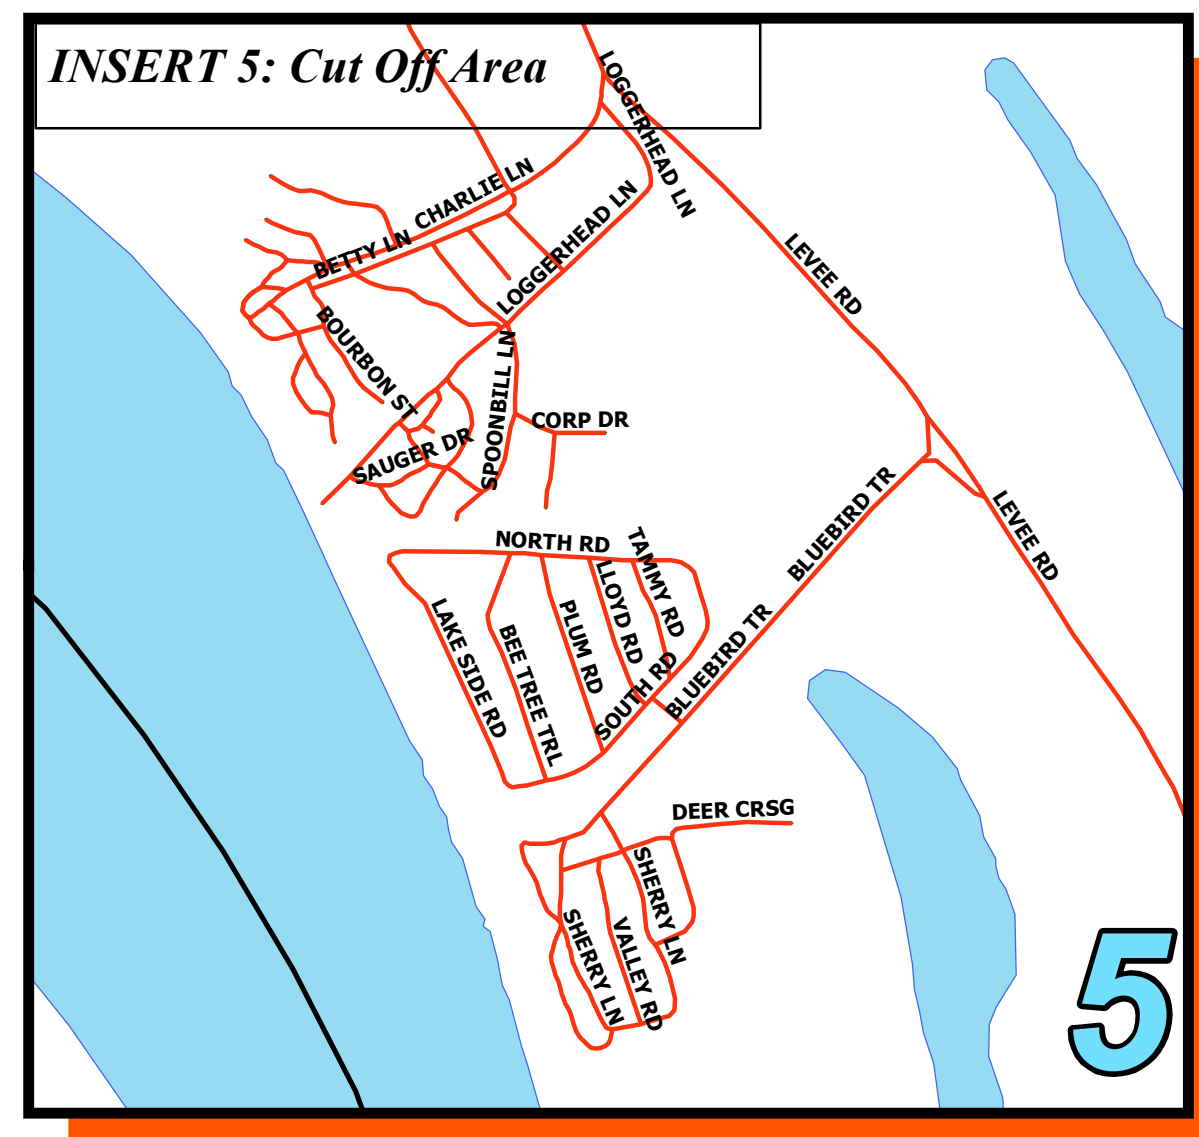 INSERT 5: Cut Off Area
LOGGERHEAD LN
CHARLIE LN
BETTY LN
LOGGERHEAD LN
LEVEE RD
BOURBON ST
SPOONBILL LN
CORP DR
SAUGER DR
BLUEBIRD TR
LEVEE RD
NORTH RD
TAMMY RD
LLOYD RD
PLUM RD
LAKE SIDE RD
BEE TREE TRL
SOUTH RD
BLUEBIRD TR
DEER CRSG
SHERRY LN
SHERRY LN
VALLEY RD
5